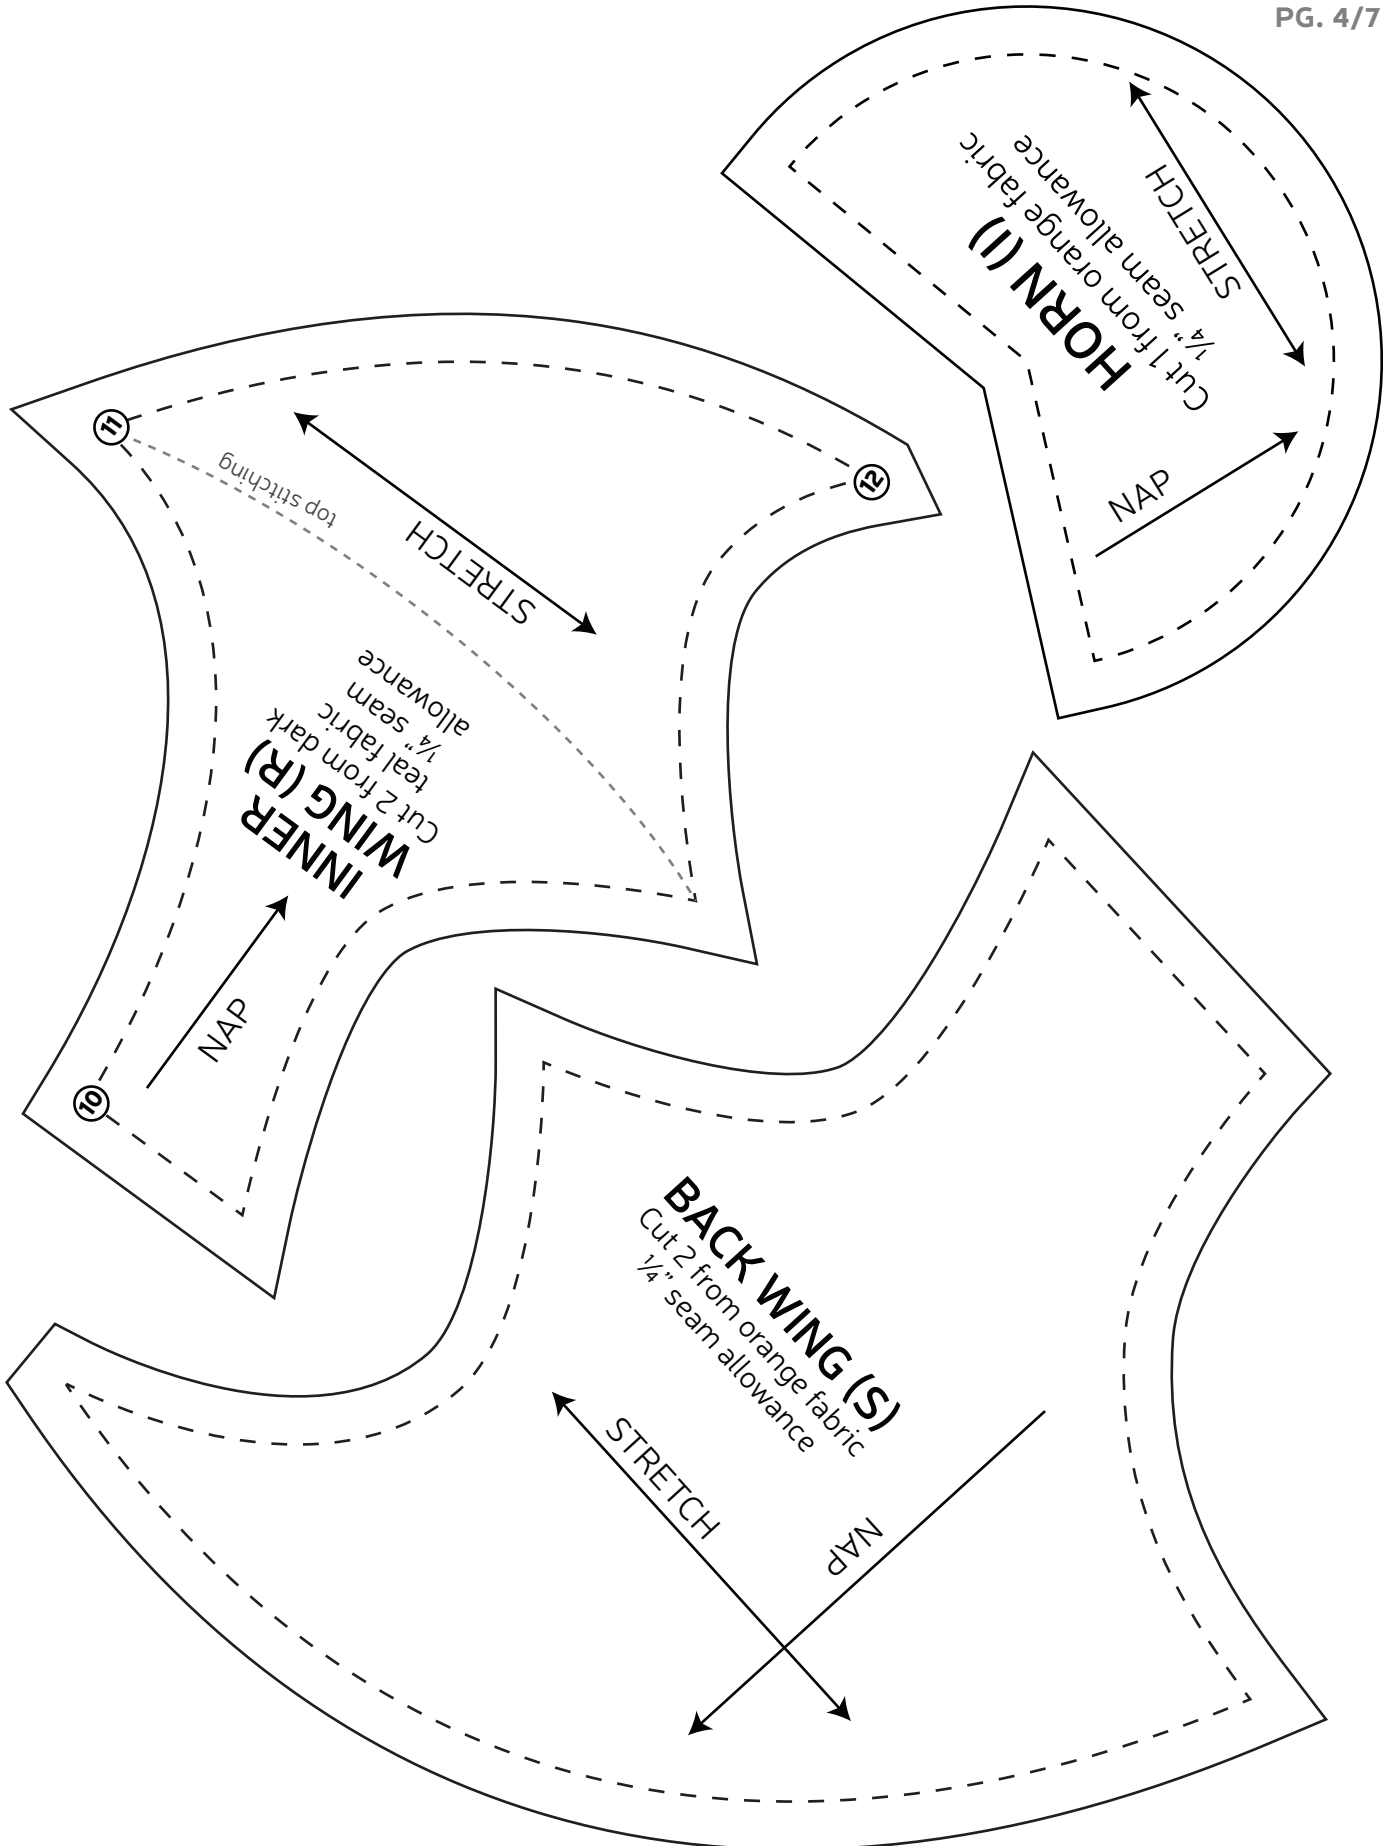 PG. 4/7
HORN (I)
Cut 1 from orange fabric
¼” seam allowance
STRETCH
NAP
11
12
top stitching
STRETCH
INNER
WING (R)
Cut 2 from dark
teal fabric
¼” seam
allowance
NAP
10
BACK WING (S)
Cut 2 from orange fabric
¼” seam allowance
STRETCH
NAP